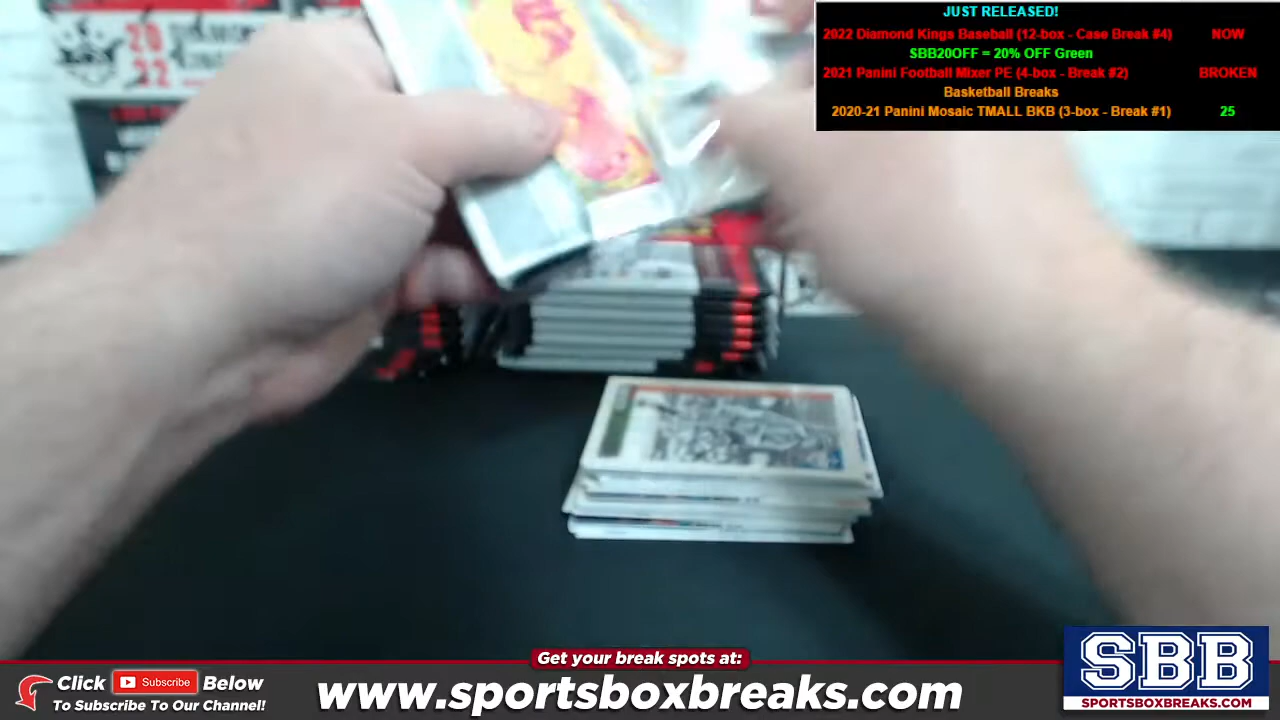 JUST RELEASED!
2022 Diamond Kings Baseball (12-box - Case Break #4) NOW
SBB20OFF = 20% OFF Green
2021 Panini Football Mixer PE (4-box - Break #2) BROKEN
Basketball Breaks
2020-21 Panini Mosaic TMALL BKB (3-box - Break #1) 25
20
22
Get your break spots at:
Click Subscribe Below
To Subscribe To Our Channel!
www.sportsboxbreaks.com
SBB
SPORTSBOXBREAKS.COM